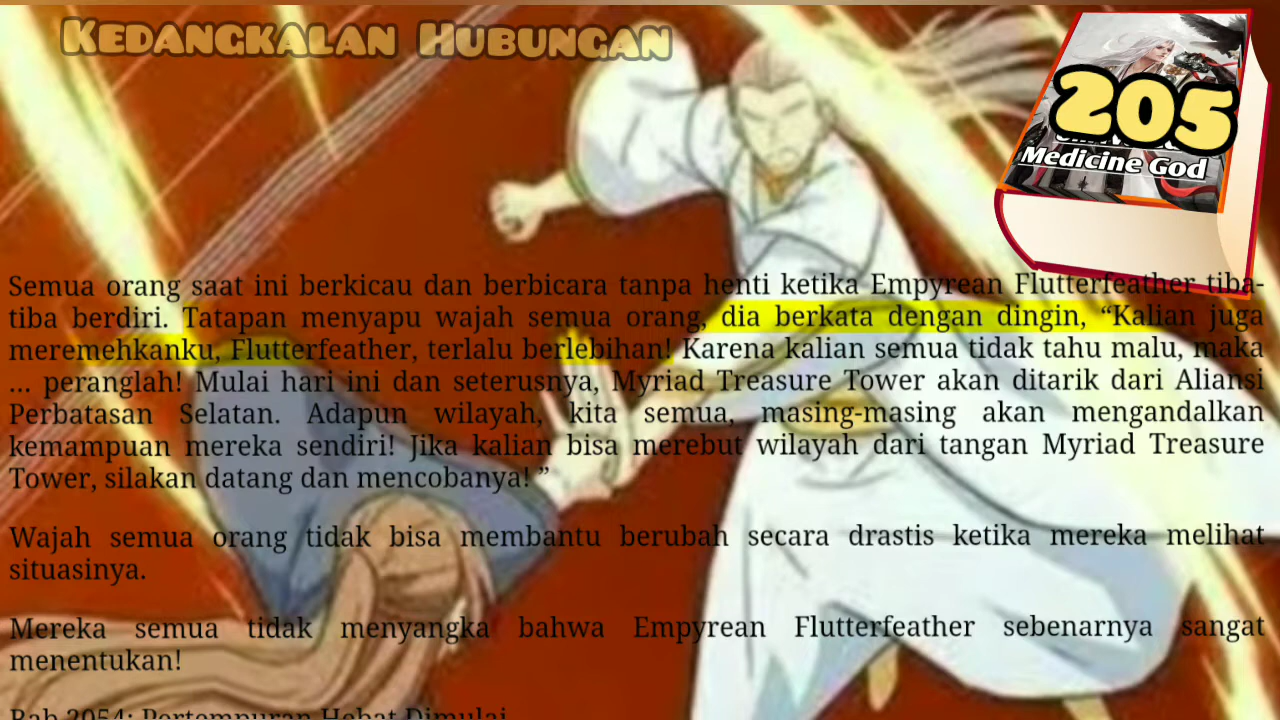 Kedangkalan Hubungan
205
Medicine God
Semua orang saat ini berkicau dan berbicara tanpa henti ketika Empyrean Flutterfeather tiba-
tiba berdiri. Tatapan menyapu wajah semua orang, dia berkata dengan dingin, “Kalian juga
meremehkanku, Flutterfeather, terlalu berlebihan! Karena kalian semua tidak tahu malu, maka
... peranglah! Mulai hari ini dan seterusnya, Myriad Treasure Tower akan ditarik dari Aliansi
Perbatasan Selatan. Adapun wilayah, kita semua, masing-masing akan mengandalkan
kemampuan mereka sendiri! Jika kalian bisa merebut wilayah dari tangan Myriad Treasure
Tower, silakan datang dan mencobanya! ”
Wajah semua orang tidak bisa membantu berubah secara drastis ketika mereka melihat
situasinya.
Mereka semua tidak menyangka bahwa Empyrean Flutterfeather sebenarnya sangat
menentukan!
Bab 2054: Pertempuran Hebat Dimulai